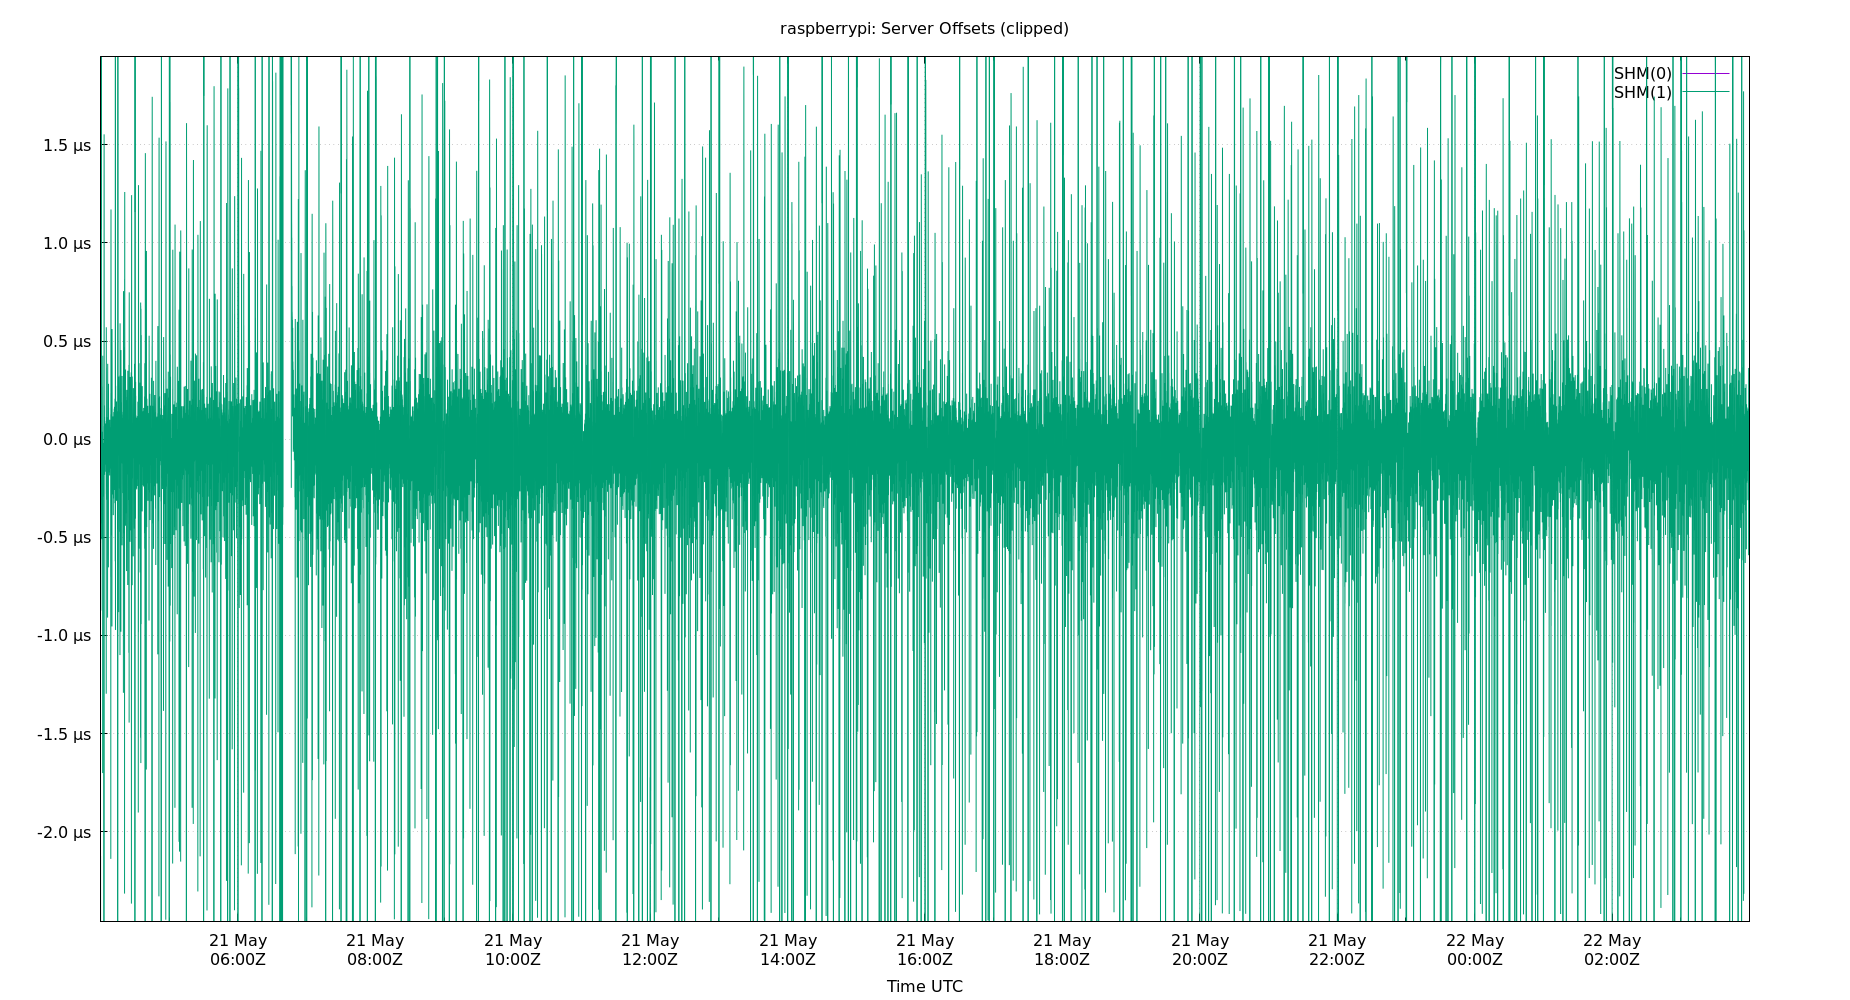 raspberrypi: Server Offsets (clipped)
SHM(0)
SHM(1)
1.5 µs
1.0 µs
0.5 µs
0.0 µs
-0.5 µs
-1.0 µs
-1.5 µs
-2.0 µs
21 May 21 May 21 May 21 May 21 May 21 May 21 May 21 May 21 May 22 May 22 May
06:00Z 08:00Z 10:00Z 12:00Z 14:00Z 16:00Z 18:00Z 20:00Z 22:00Z 00:00Z 02:00Z
Time UTC